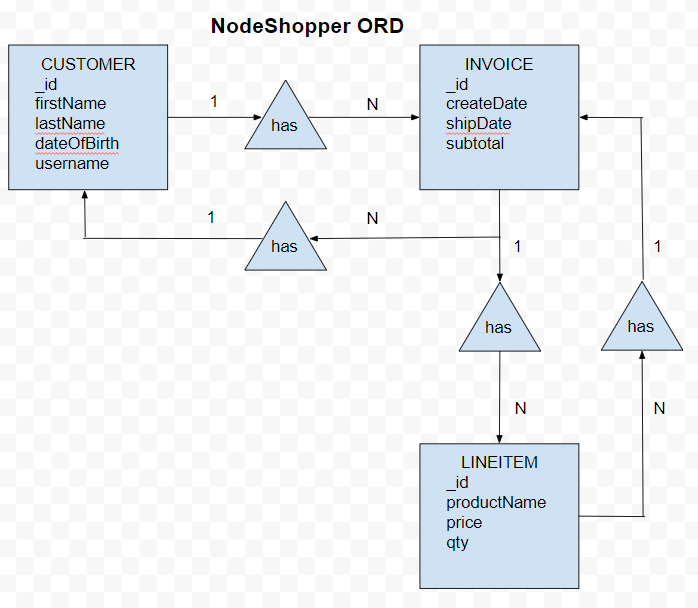 NodeShopper ORD
CUSTOMER
_id
firstName
lastName
dateOfBirth
username
1
has
N
INVOICE
_id
createDate
shipDate
subtotal
1
has
N
1
has
N
1
has
N
LINEITEM
_id
productName
price
qty